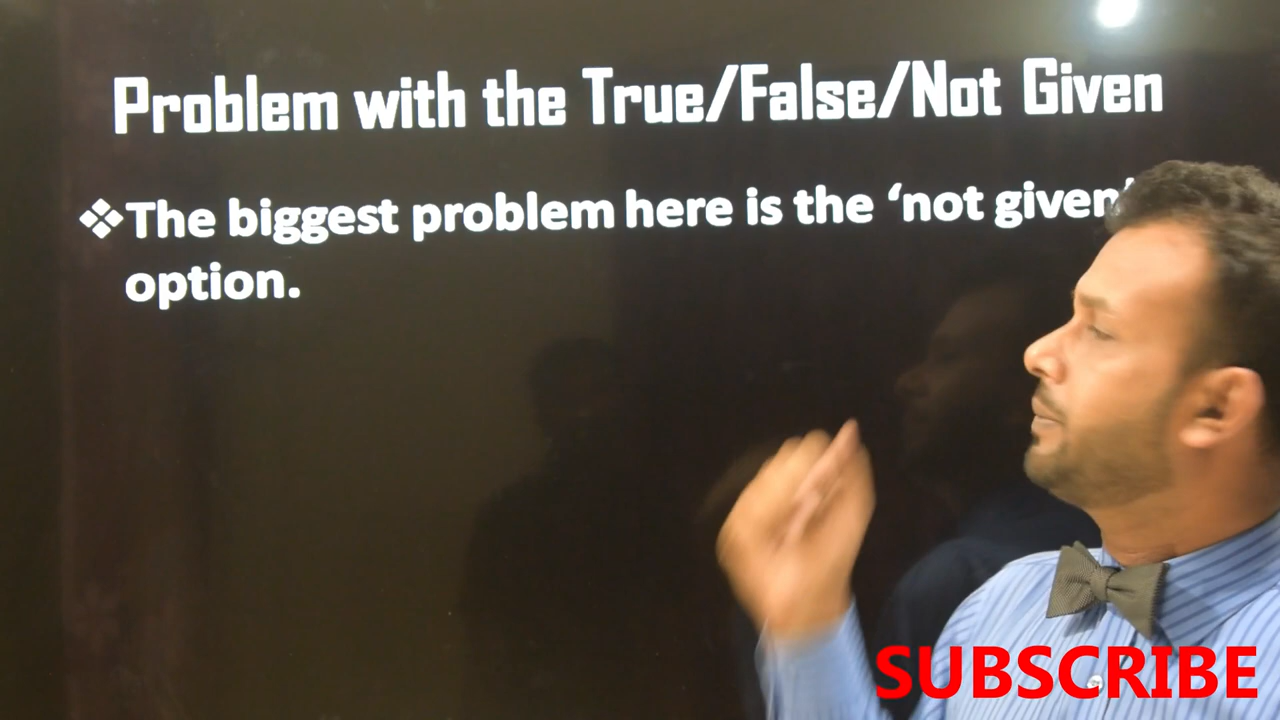 Problem with the True/False/Not Given
❖The biggest problem here is the ‘not given’
option.
SUBSCRIBE